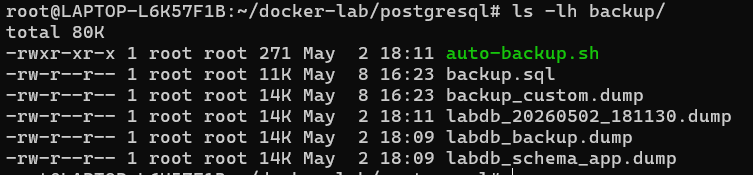 root@LAPTOP-L6K57F1B:~/docker-lab/postgresql# ls -lh backup/
total 80K
-rwxr-xr-x 1 root root 271 May  2 18:11 auto-backup.sh
-rw-r--r-- 1 root root 11K May  8 16:23 backup.sql
-rw-r--r-- 1 root root 14K May  8 16:23 backup_custom.dump
-rw-r--r-- 1 root root 14K May  2 18:11 labdb_20260502_181130.dump
-rw-r--r-- 1 root root 14K May  2 18:09 labdb_backup.dump
-rw-r--r-- 1 root root 14K May  2 18:09 labdb_schema_app.dump